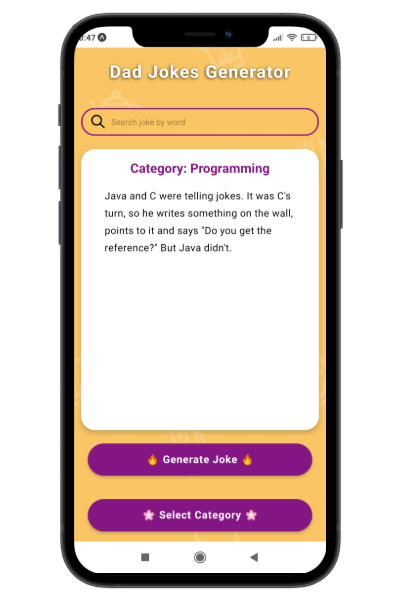 :47
Dad Jokes Generator
Search joke by word
Category: Programming
Java and C were telling jokes. It was C's
turn, so he writes something on the wall,
points to it and says "Do you get the
reference?" But Java didn't.
🔥 Generate Joke 🔥
🌸 Select Category 🌸